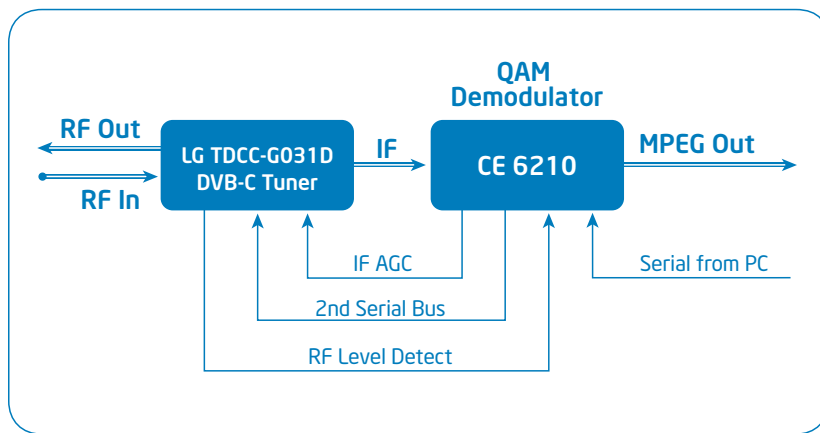 QAM
Demodulator
RF Out
LG TDCC-G031D
DVB-C Tuner
IF
CE 6210
MPEG Out
RF In
IF AGC
Serial from PC
2nd Serial Bus
RF Level Detect